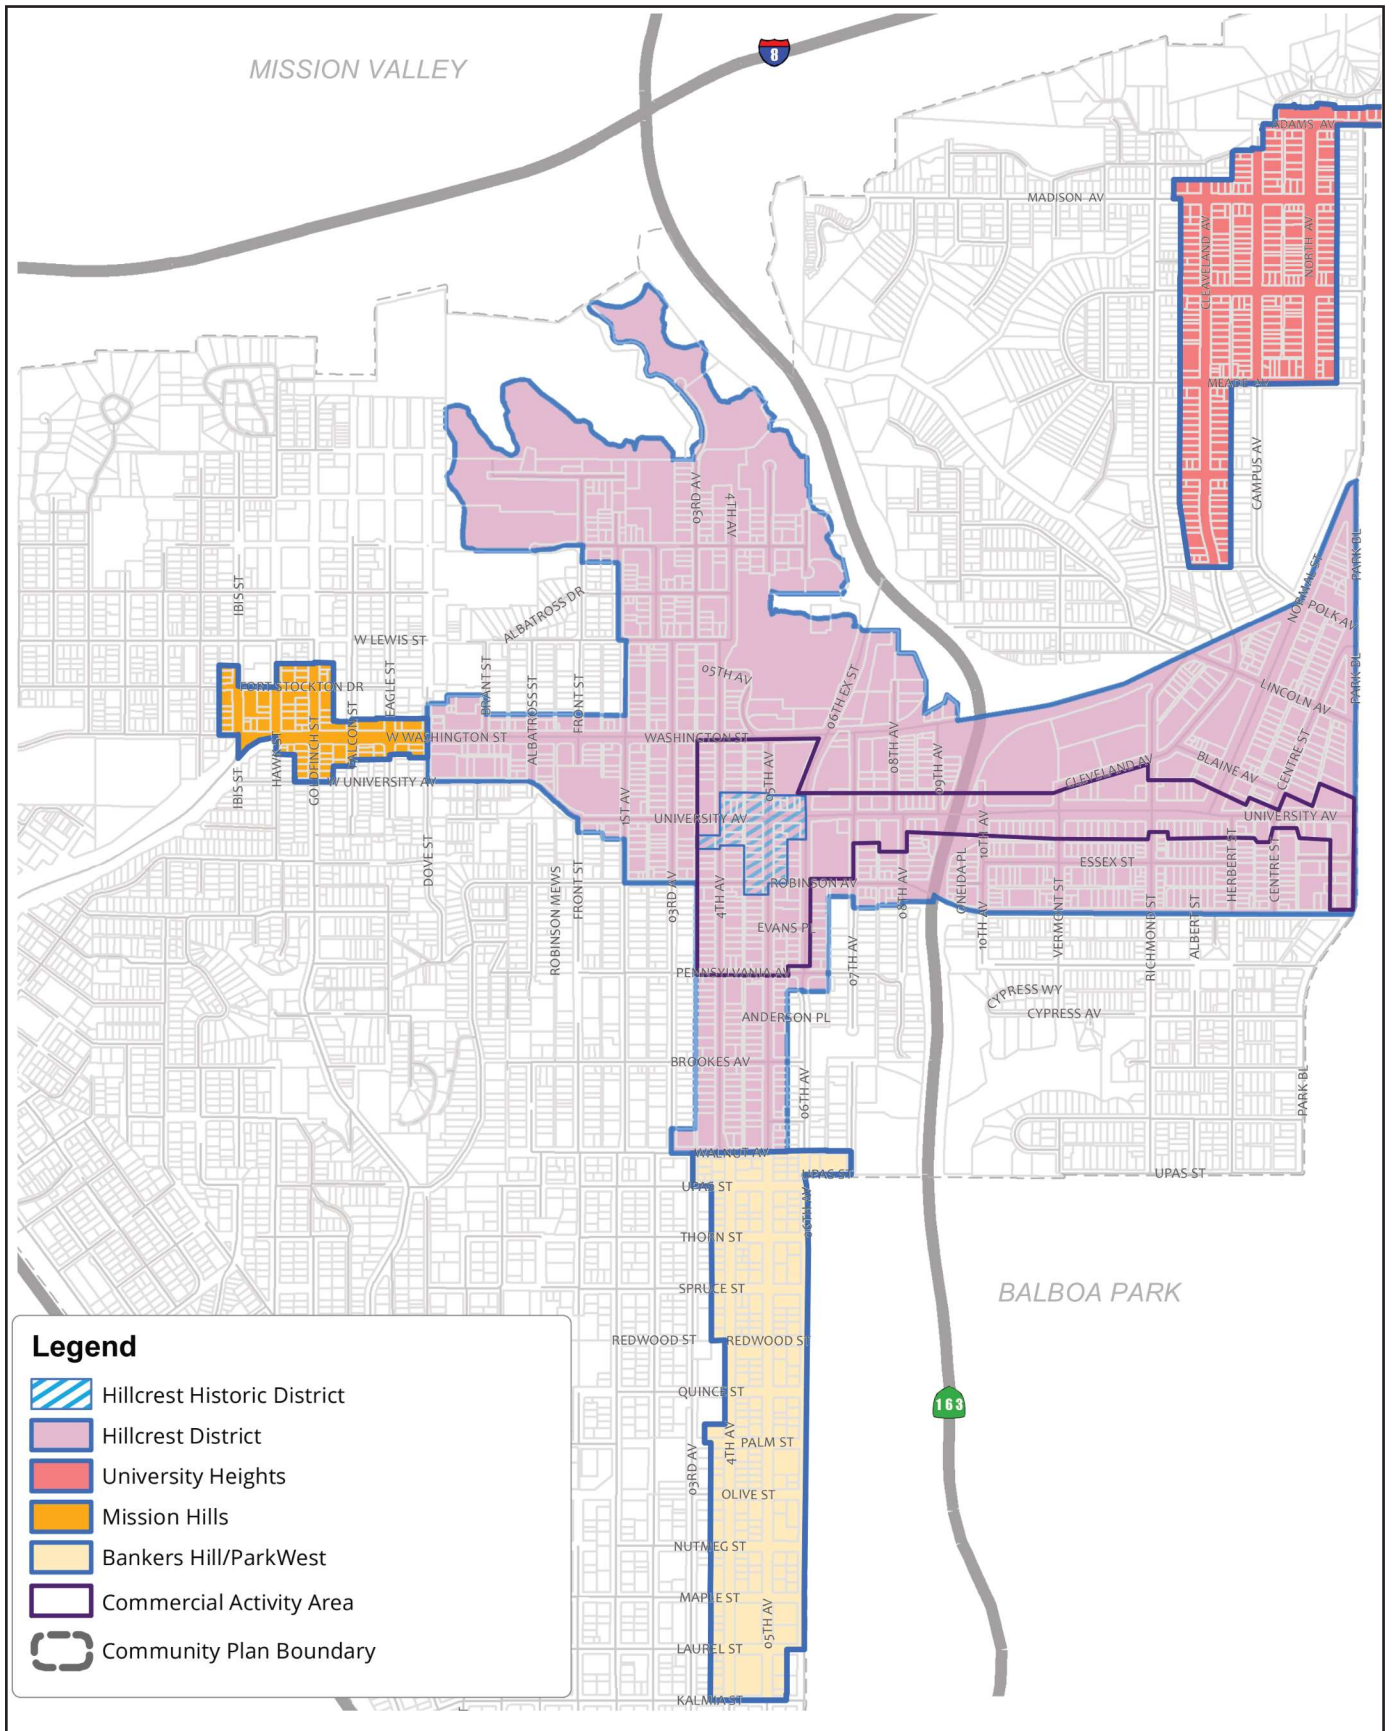 8
MISSION VALLEY
ADAMS AV
MADISON AV
CLEAVELAND AV
NORTH AV
MEADE AV
CAMPUS AV
03RD AV
4TH AV
PARK BL
NORMAL ST
POLK AV
IBIS ST
ALBATROSS DR
W LEWIS ST
EAGLE ST
BRANT ST
ALBATROSS ST
FRONT ST
05TH AV
06TH EX ST
PARK BL
LINCOLN AV
FORT STOCKTON DR
FALCON ST
GOLDFINCH ST
HAWK ST
IBIS ST
W WASHINGTON ST
WASHINGTON ST
08TH AV
09TH AV
CLEVELAND AV
BLAINE AV
CENTRE ST
W UNIVERSITY AV
1ST AV
05TH AV
UNIVERSITY AV
UNIVERSITY AV
10TH AV
DOVE ST
ESSEX ST
HERBERT ST
CENTRE ST
ROBINSON MEWS
FRONT ST
03RD AV
4TH AV
ROBINSON AV
08TH AV
ONEIDA PL
10TH AV
VERMONT ST
RICHMOND ST
ALBERT ST
EVANS PL
07TH AV
PENNSYLVANIA AV
CYPRESS WY
CYPRESS AV
ANDERSON PL
BROOKES AV
06TH AV
PARK BL
WALNUT AV
UPAS ST
UPAS ST
UPAS ST
06TH AV
THORN ST
SPRUCE ST
BALBOA PARK
REDWOOD ST
REDWOOD ST
QUINCE ST
163
4TH AV
PALM ST
03RD AV
OLIVE ST
NUTMEG ST
MAPLE ST
05TH AV
LAUREL ST
KALMIA ST
Legend
Hillcrest Historic District
Hillcrest District
University Heights
Mission Hills
Bankers Hill/ParkWest
Commercial Activity Area
Community Plan Boundary